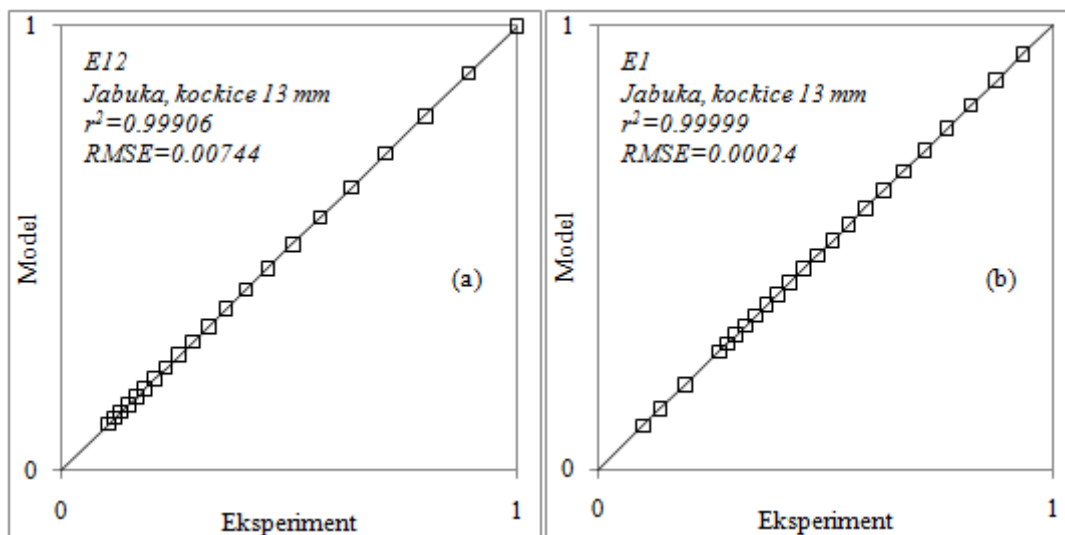 1
E12
Jabuka, kockice 13 mm
r²=0.99906
RMSE=0.00744
Model
(a)
0
0
Eksperiment
1
1
E1
Jabuka, kockice 13 mm
r²=0.99999
RMSE=0.00024
Model
(b)
0
0
Eksperiment
1